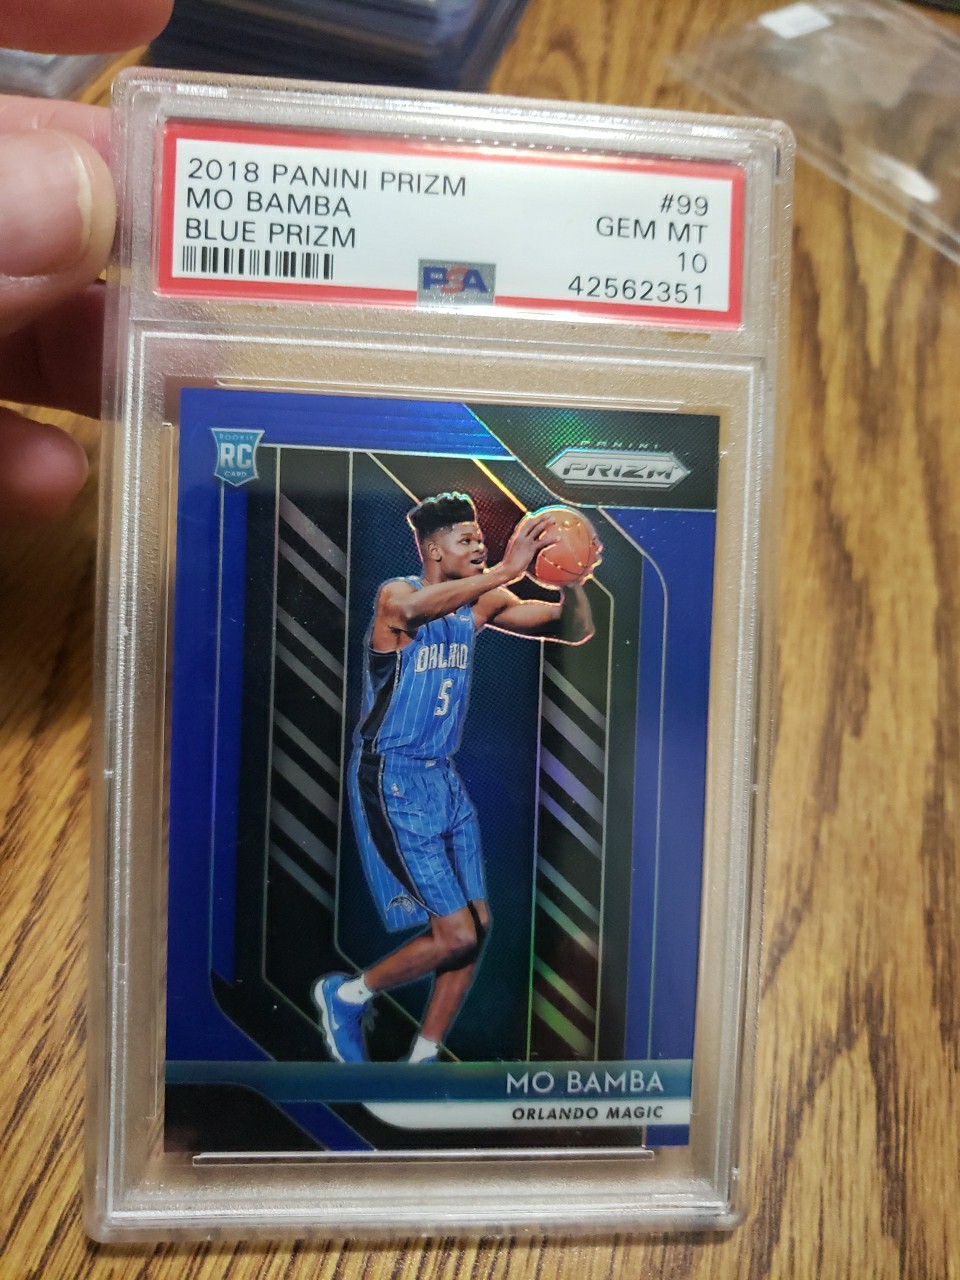 2018 PANINI PRIZM #99
MO BAMBA GEM MT
BLUE PRIZM 10
PSA 42562351
ROOKIE
RC
CARD
PANINI
PRIZM
ORLANDO
5
MO BAMBA
ORLANDO MAGIC